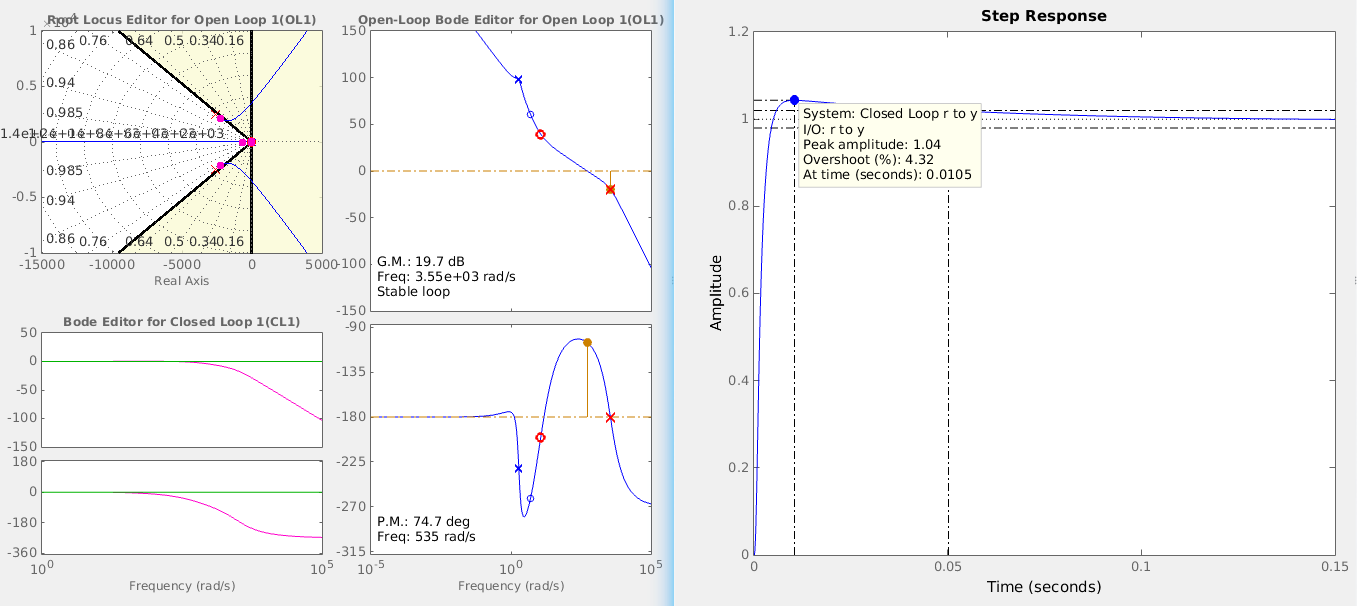 Root Locus Editor for Open Loop 1(OL1)
1
0.86 0.76 0.64 0.5 0.34 0.16
0.94
0.5
0.985
0
0.985
-0.5
0.94
0.86 0.76 0.64 0.5 0.34 0.16
-1
-15000 -10000 -5000 0 5000
Real Axis
Open-Loop Bode Editor for Open Loop 1(OL1)
150
100
50
0
-50
-100
-150
G.M.: 19.7 dB
Freq: 3.55e+03 rad/s
Stable loop
-90
-135
-180
-225
-270
-315
P.M.: 74.7 deg
Freq: 535 rad/s
10^-5 10^0 10^5
Frequency (rad/s)
Bode Editor for Closed Loop 1(CL1)
50
0
-50
-100
-150
180
0
-180
-360
10^0 10^5
Frequency (rad/s)
Step Response
1.2
1
0.8
0.6
0.4
0.2
0
Amplitude
System: Closed Loop r to y
I/O: r to y
Peak amplitude: 1.04
Overshoot (%): 4.32
At time (seconds): 0.0105
0 0.05 0.1 0.15
Time (seconds)